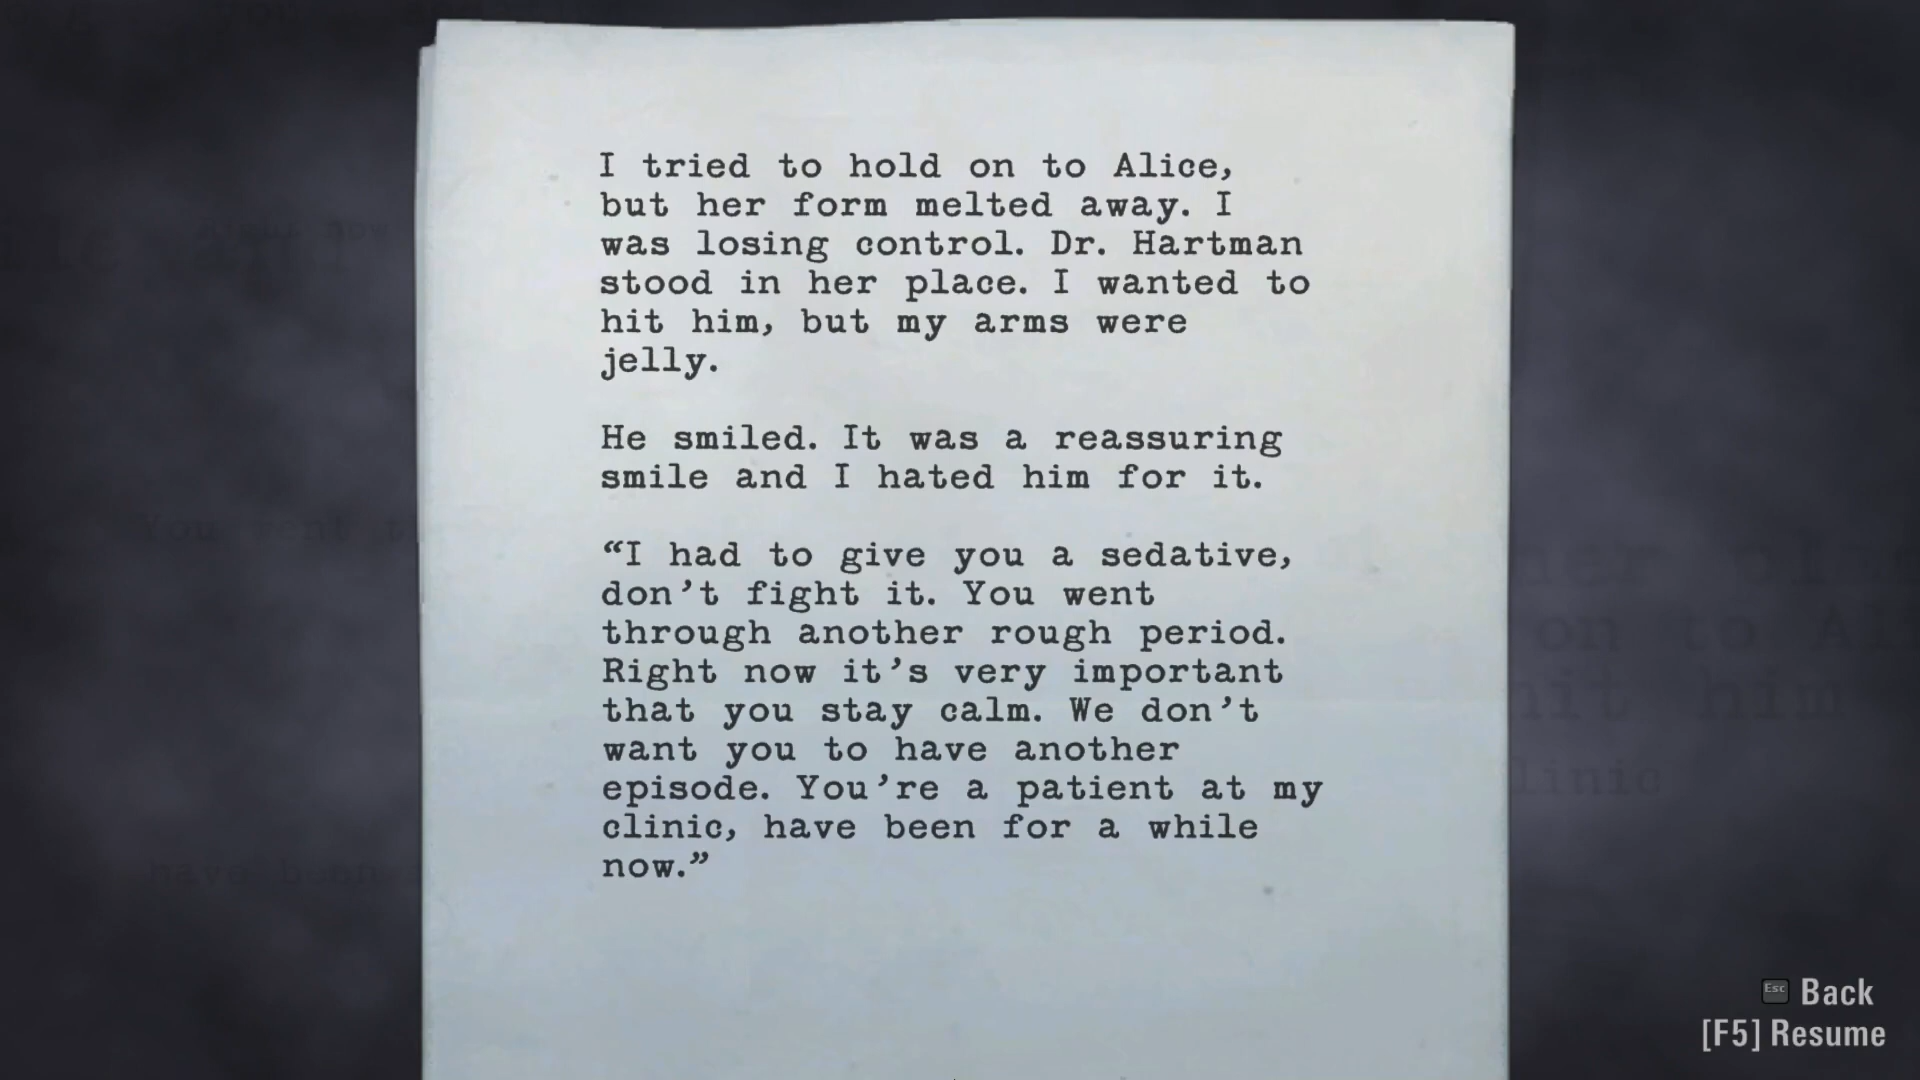 I tried to hold on to Alice,
but her form melted away. I
was losing control. Dr. Hartman
stood in her place. I wanted to
hit him, but my arms were
jelly.
He smiled. It was a reassuring
smile and I hated him for it.
“I had to give you a sedative,
don’t fight it. You went
through another rough period.
Right now it’s very important
that you stay calm. We don’t
want you to have another
episode. You’re a patient at my
clinic, have been for a while
now.”
Esc Back
[F5] Resume